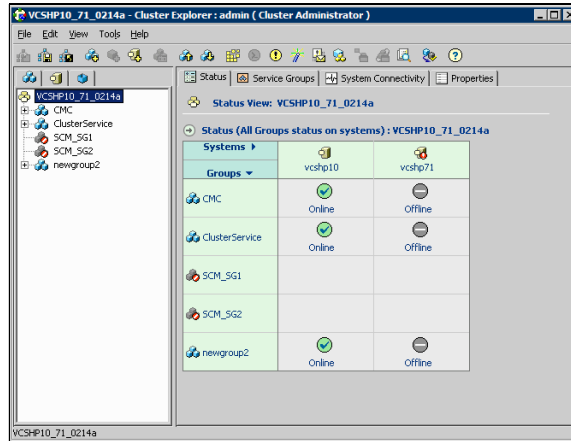 VCSHP10_71_0214a - Cluster Explorer : admin ( Cluster Administrator )
File Edit View Tools Help
Status Service Groups System Connectivity Properties
VCSHP10_71_0214a
CMC
ClusterService
SCM_SG1
SCM_SG2
newgroup2
Status View: VCSHP10_71_0214a
Status (All Groups status on systems) : VCSHP10_71_0214a
Systems
Groups
vcshp10 vcshp71
CMC Online Offline
ClusterService Online Offline
SCM_SG1
SCM_SG2
newgroup2 Online Offline
VCSHP10_71_0214a